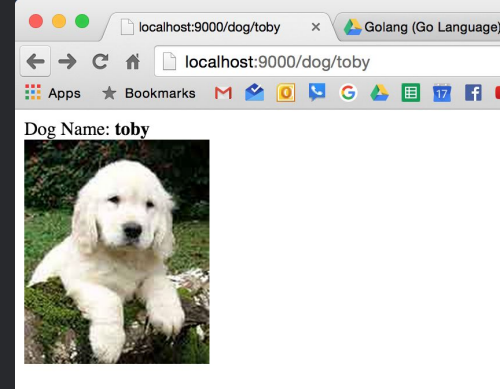 localhost:9000/dog/toby
Golang (Go Language)
localhost:9000/dog/toby
Apps
Bookmarks
17
Dog Name: toby